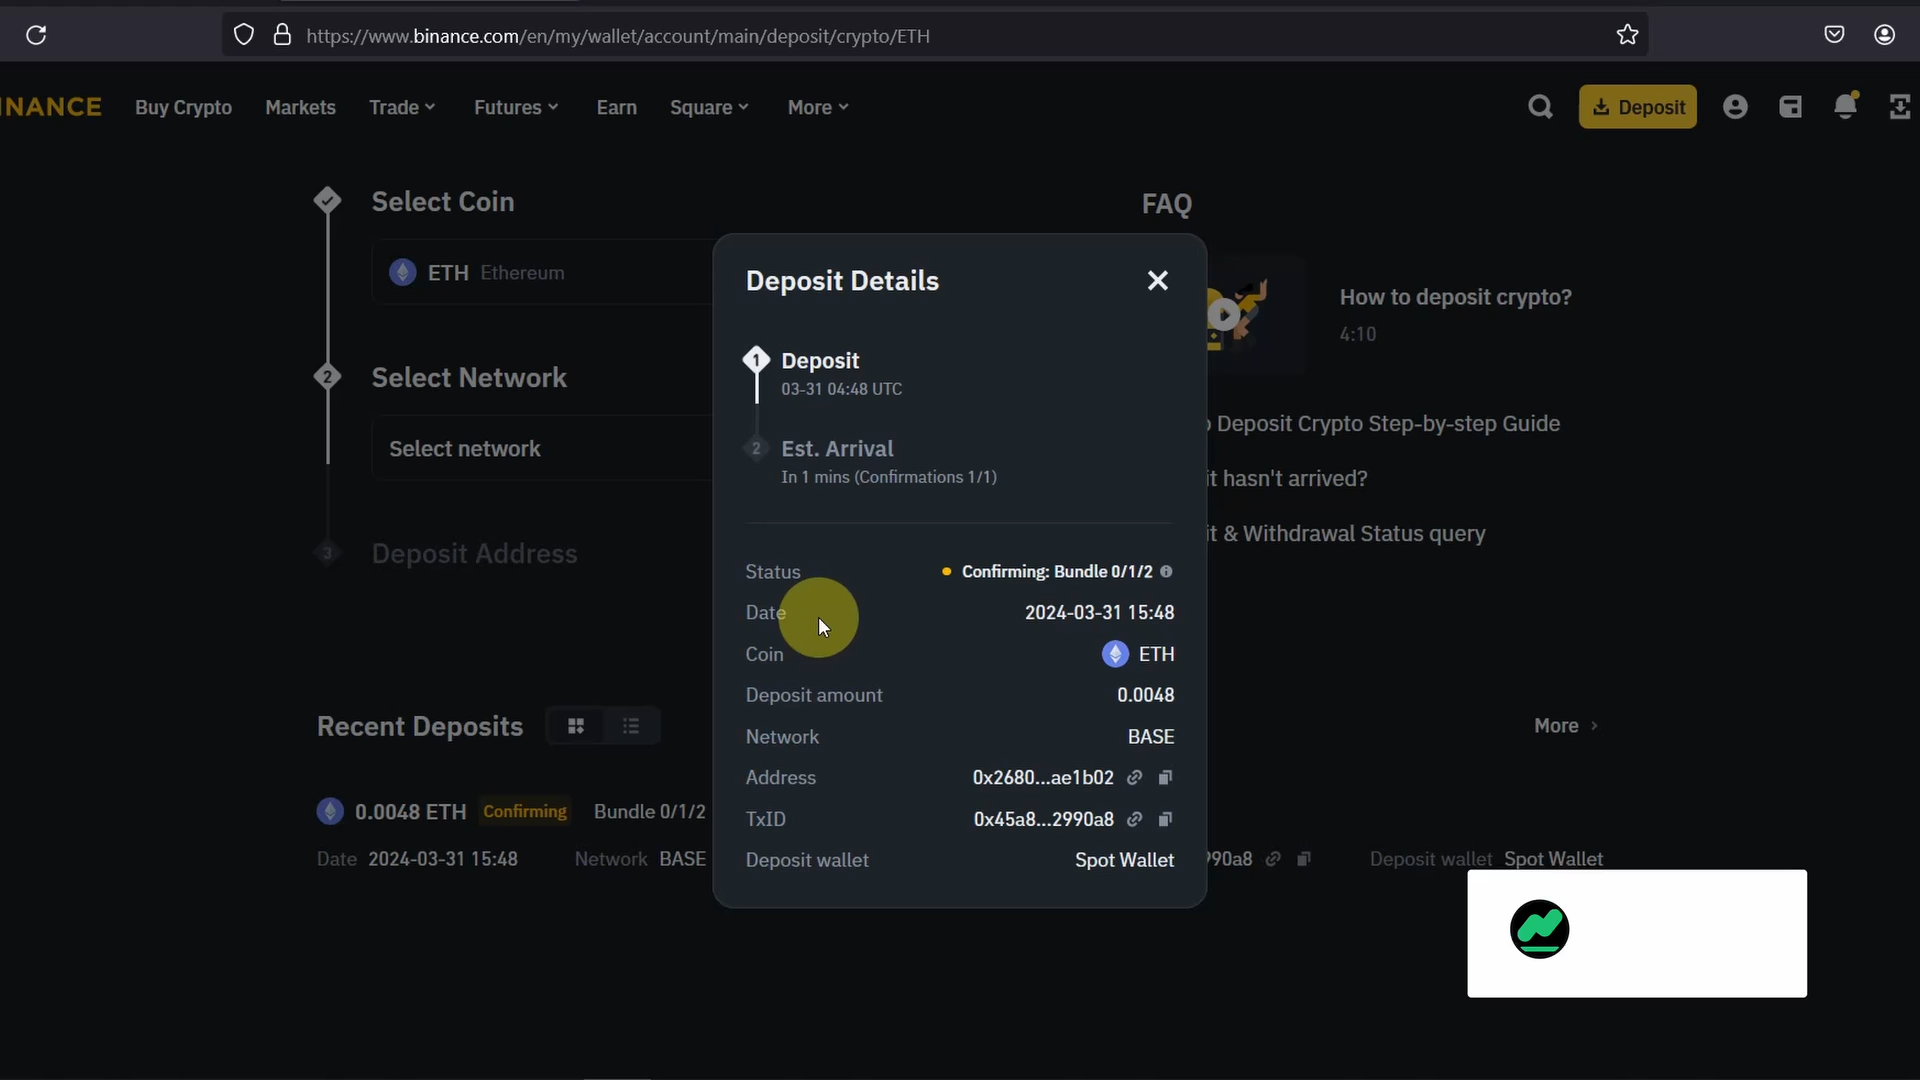 https://www.binance.com/en/my/wallet/account/main/deposit/crypto/ETH
INANCE Buy Crypto Markets Trade Futures Earn Square More Deposit
Select Coin
ETH Ethereum
2 Select Network
Select network
3 Deposit Address
FAQ
How to deposit crypto?
4:10
Deposit Crypto Step-by-step Guide
it hasn't arrived?
it & Withdrawal Status query
Deposit Details
1 Deposit
03-31 04:48 UTC
2 Est. Arrival
In 1 mins (Confirmations 1/1)
Status Confirming: Bundle 0/1/2
Date 2024-03-31 15:48
Coin ETH
Deposit amount 0.0048
Network BASE
Address 0x2680...ae1b02
TxID 0x45a8...2990a8
Deposit wallet Spot Wallet
Recent Deposits More
0.0048 ETH Confirming Bundle 0/1/2
Date 2024-03-31 15:48 Network BASE 90a8 Deposit wallet Spot Wallet